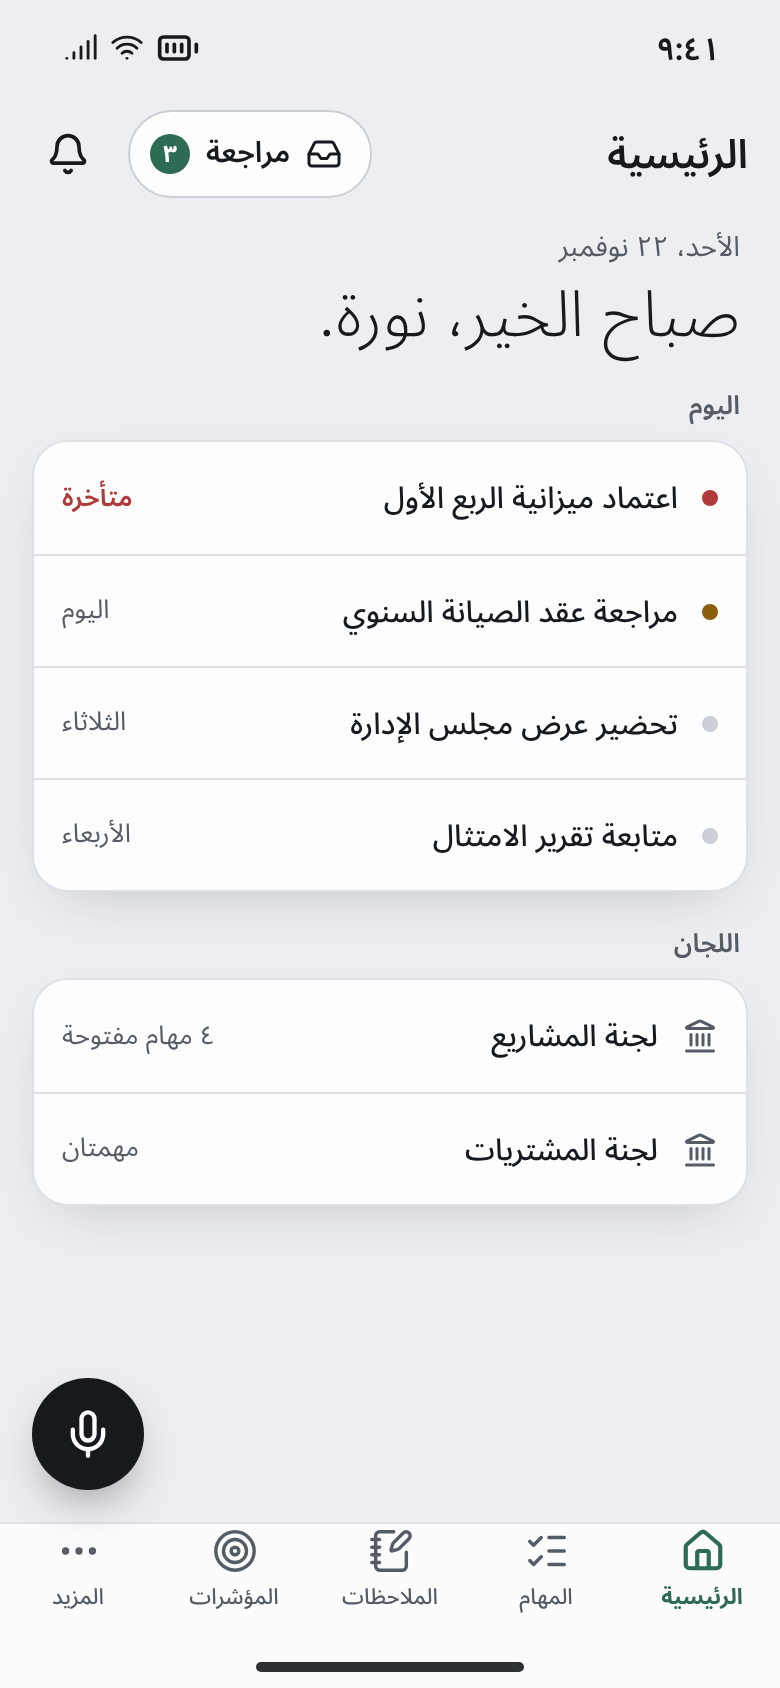 ٩:٤١
الرئيسية
مراجعة ٣
الأحد، ٢٢ نوفمبر
صباح الخير، نورة.
اليوم
اعتماد ميزانية الربع الأول متأخرة
مراجعة عقد الصيانة السنوي اليوم
تحضير عرض مجلس الإدارة الثلاثاء
متابعة تقرير الامتثال الأربعاء
اللجان
لجنة المشاريع ٤ مهام مفتوحة
لجنة المشتريات مهمتان
الرئيسية المهام الملاحظات المؤشرات المزيد